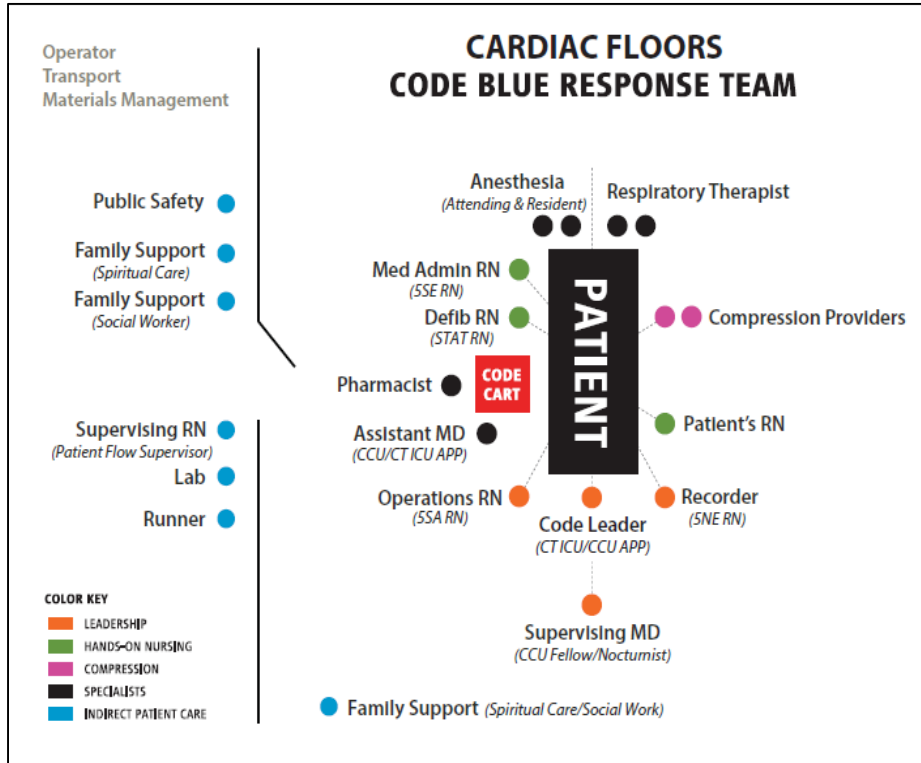 CARDIAC FLOORS
CODE BLUE RESPONSE TEAM
Operator
Transport
Materials Management
Public Safety
Family Support
(Spiritual Care)
Family Support
(Social Worker)
Supervising RN
(Patient Flow Supervisor)
Lab
Runner
COLOR KEY
LEADERSHIP
HANDS-ON NURSING
COMPRESSION
SPECIALISTS
INDIRECT PATIENT CARE
Anesthesia
(Attending & Resident)
Respiratory Therapist
Med Admin RN
(5SE RN)
Defib RN
(STAT RN)
PATIENT
Compression Providers
CODE
CART
Pharmacist
Assistant MD
(CCU/CT ICU APP)
Patient's RN
Operations RN
(5SA RN)
Code Leader
(CT ICU/CCU APP)
Recorder
(5NE RN)
Supervising MD
(CCU Fellow/Nocturnist)
Family Support (Spiritual Care/Social Work)